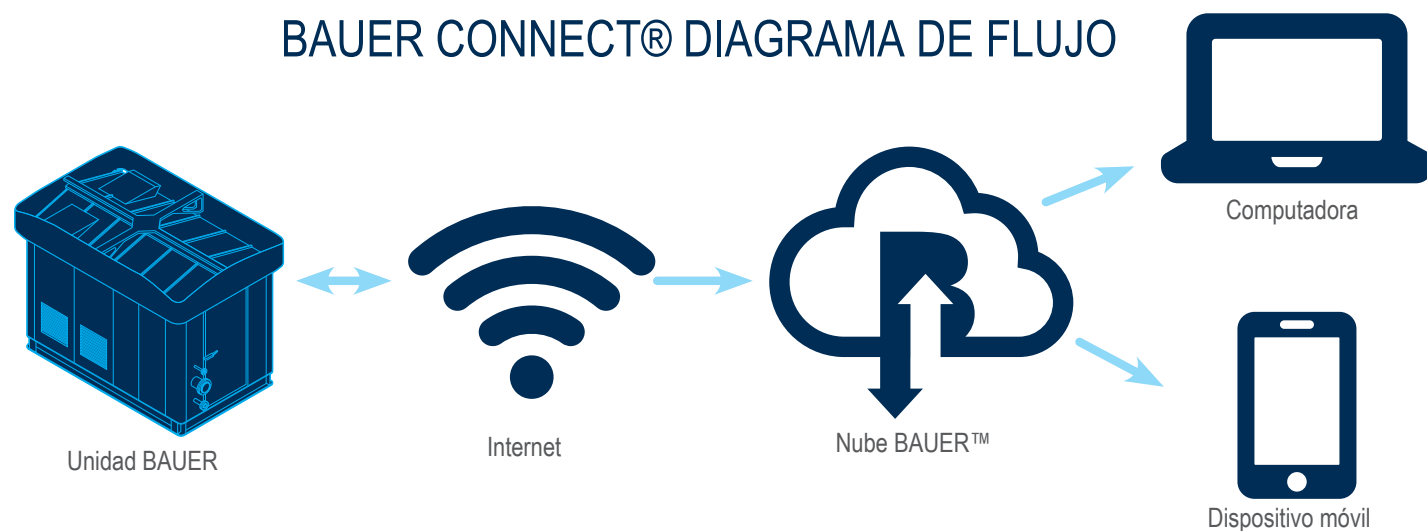 BAUER CONNECT® DIAGRAMA DE FLUJO
Computadora
Unidad BAUER
Internet
Nube BAUER™
B
Dispositivo móvil